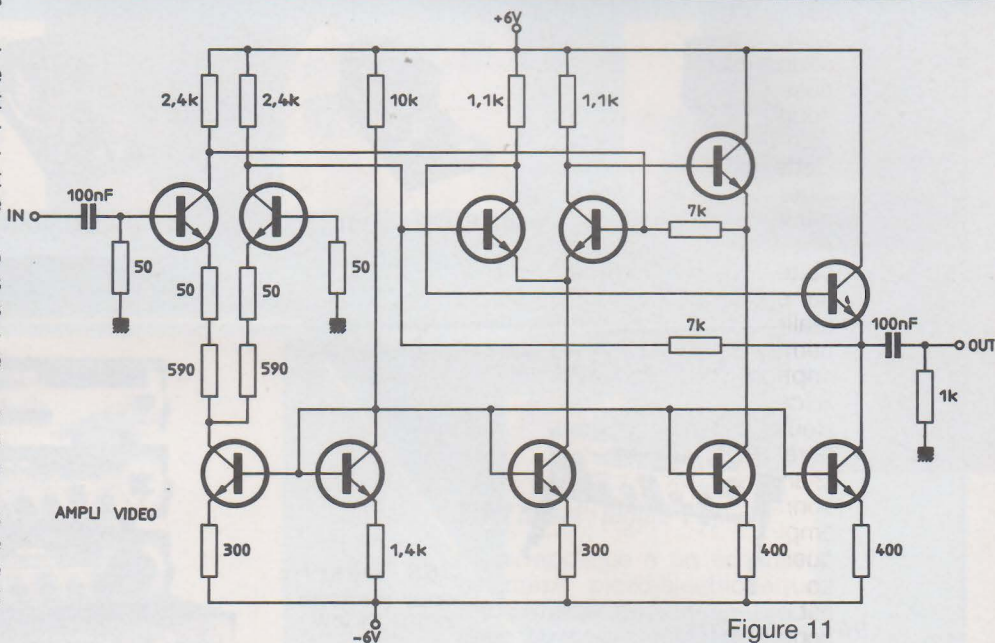 +6V
2,4k
2,4k
10k
1,1k
1,1k
100nF
IN
7k
50
50
50
50
100nF
7k
OUT
590
590
1k
AMPLI VIDEO
300
1,4k
300
400
400
-6V
Figure 11